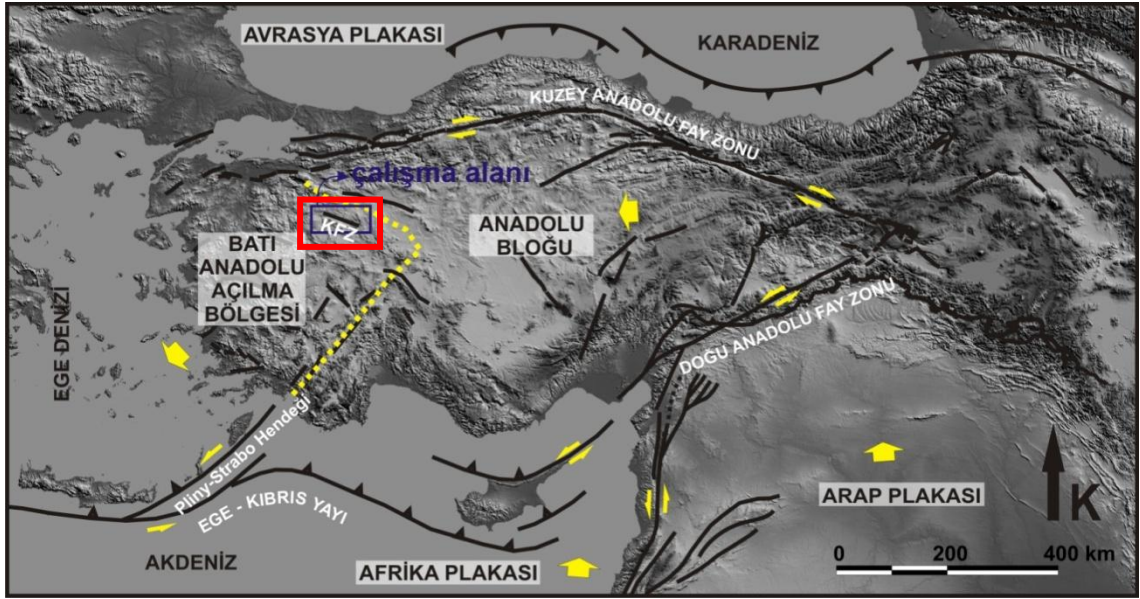 AVRASYA PLAKASI
KARADENİZ
KUZEY ANADOLU FAY ZONU
çalışma alanı
KFZ
BATI
ANADOLU
AÇILMA
BÖLGESİ
ANADOLU
BLOĞU
EGE DENİZİ
DOĞU ANADOLU FAY ZONU
Pliny-Strabo Hendeği
EGE - KIBRIS YAYI
ARAP PLAKASI
K
AKDENİZ
AFRİKA PLAKASI
0 200 400 km